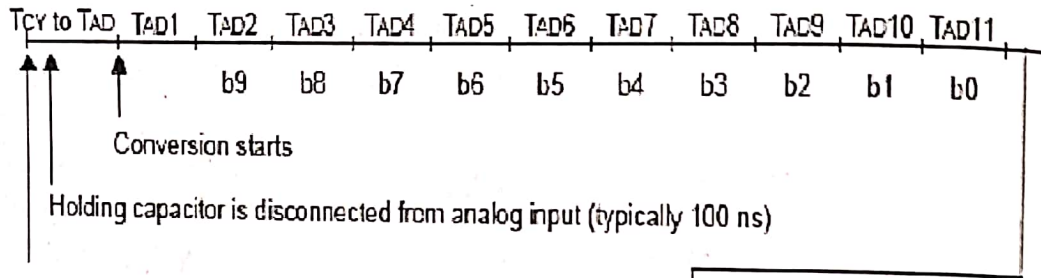 TCY to TAD TAD1 TAD2 TAD3 TAD4 TAD5 TAD6 TAD7 TAD8 TAD9 TAD10 TAD11
b9 b8 b7 b6 b5 b4 b3 b2 b1 b0
Conversion starts
Holding capacitor is disconnected from analog input (typically 100 ns)